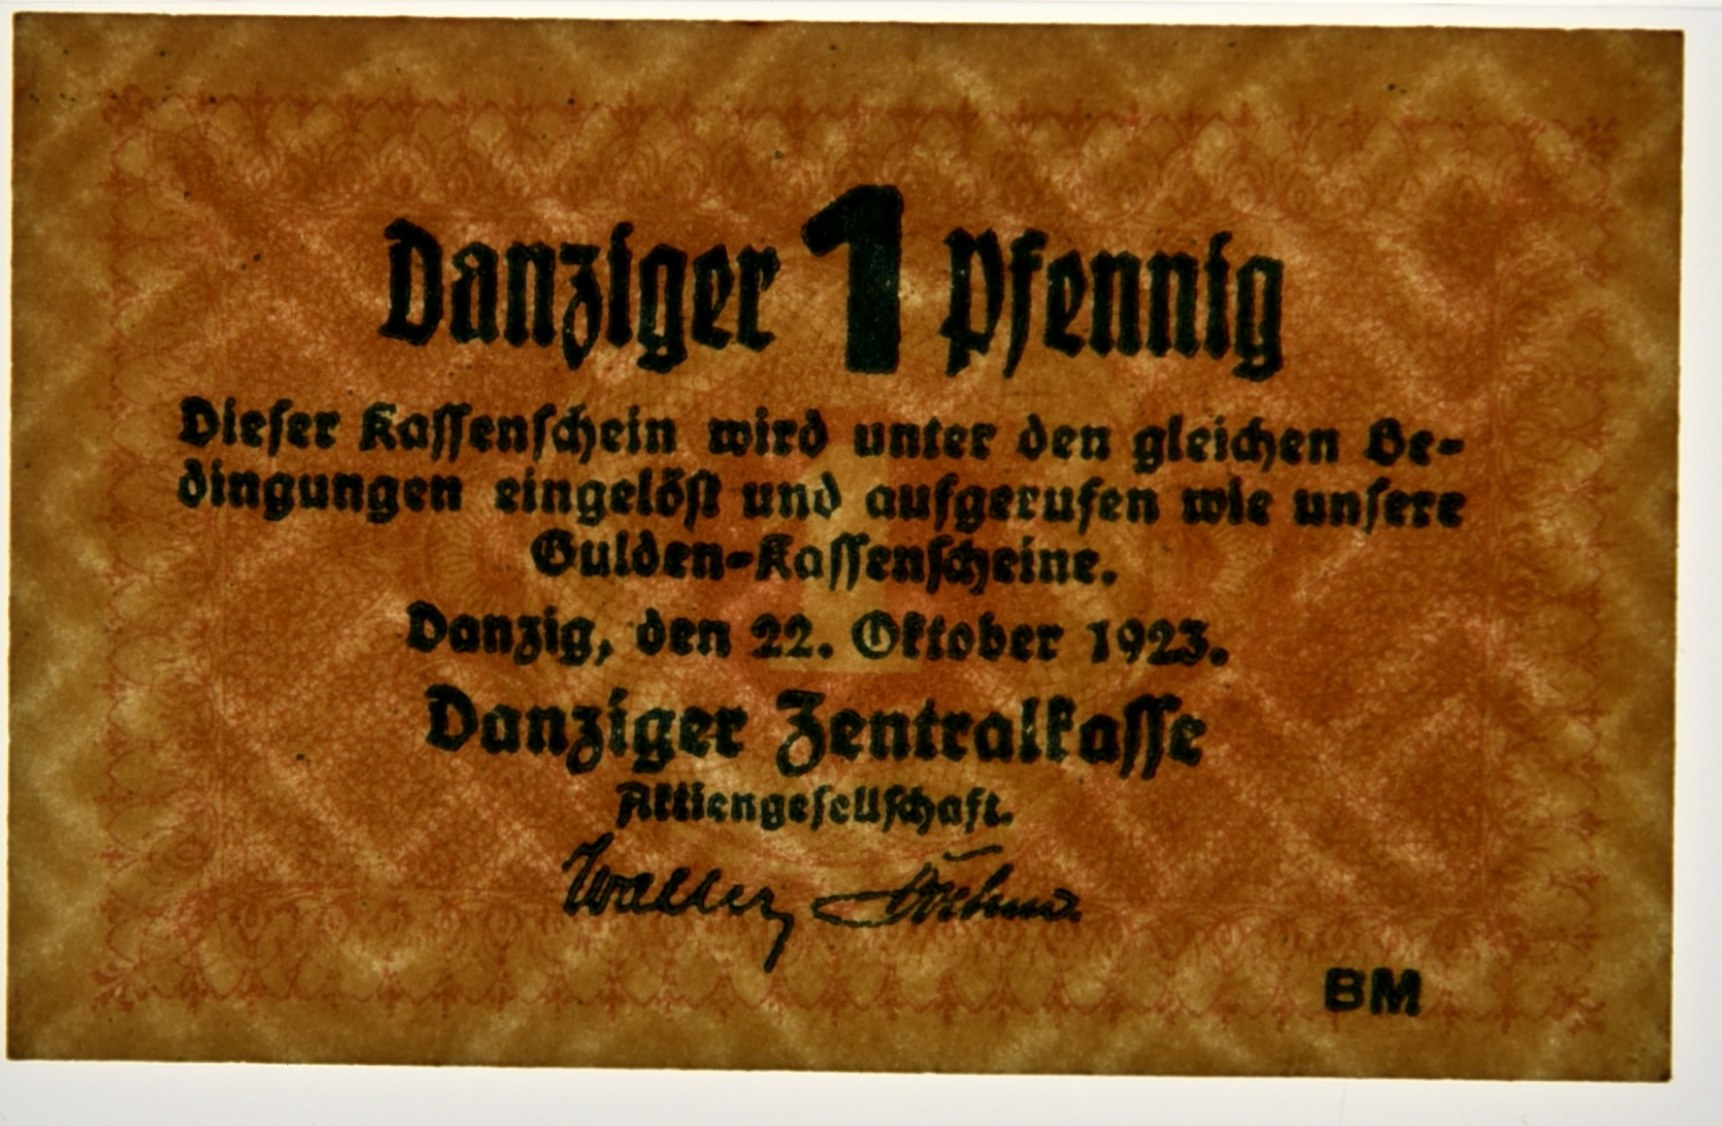 Danziger 1 Pfennig
Dieser Kassenschein wird unter den gleichen Be-
dingungen eingelöst und aufgerufen wie unsere
Gulden-Kassenscheine.
Danzig, den 22. Oktober 1923.
Danziger Zentralkasse
Aktiengesellschaft.
BM